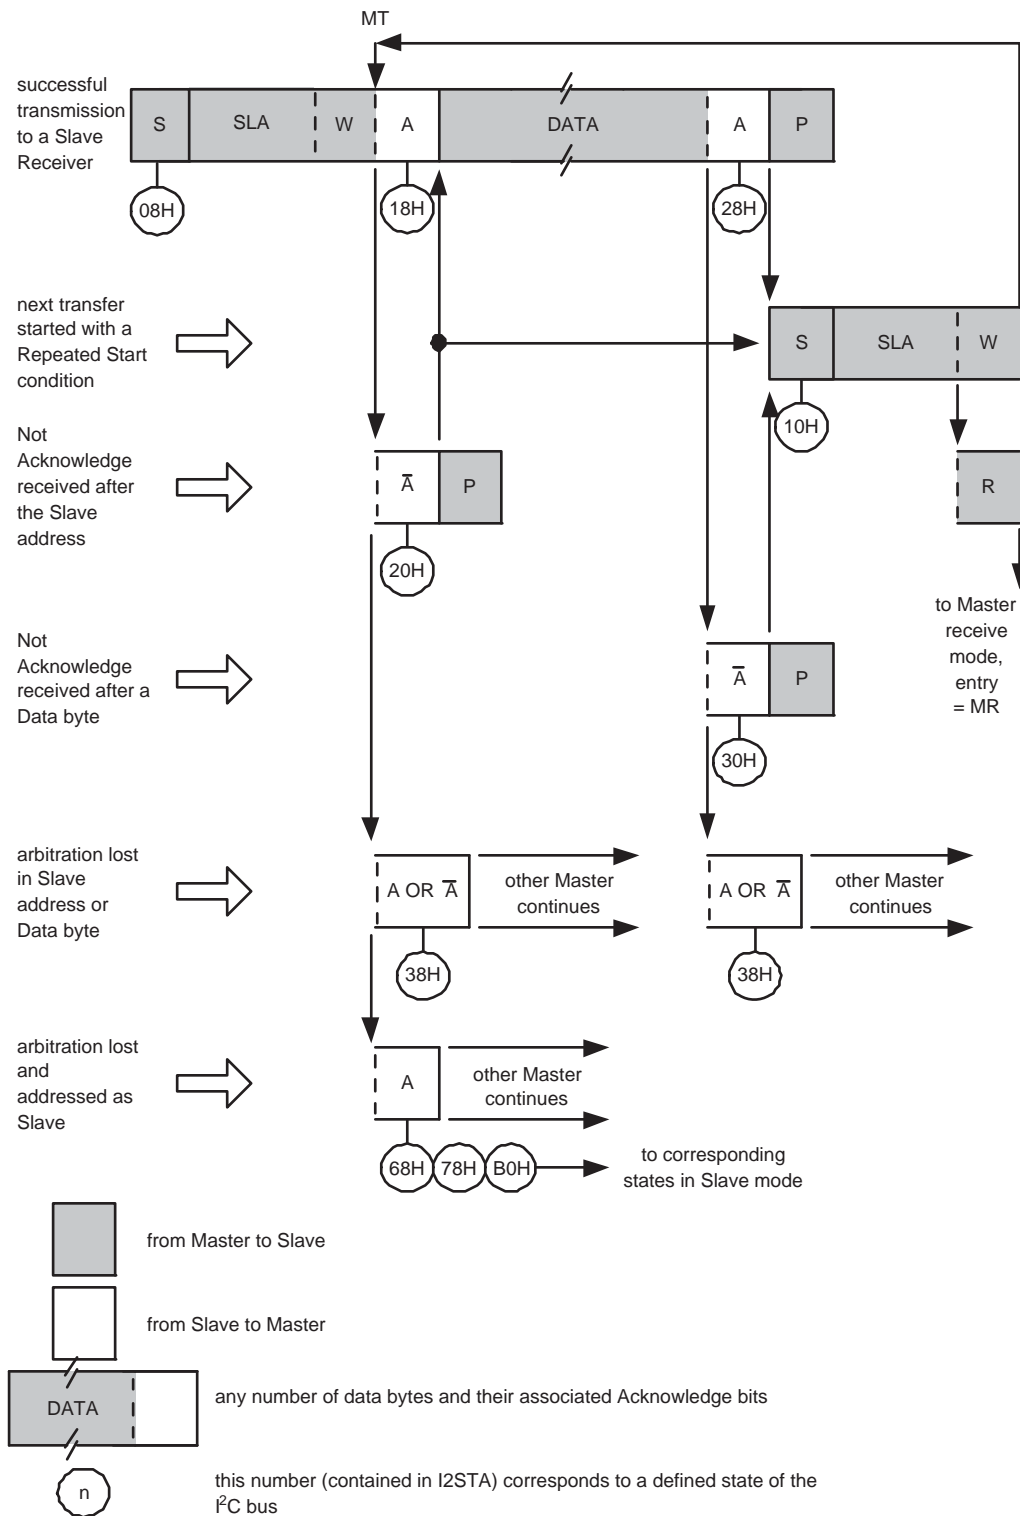 MT
successful
transmission
to a Slave
Receiver
S SLA W A DATA A P
08H 18H 28H
next transfer
started with a
Repeated Start
condition
S SLA W
10H
Not
Acknowledge
received after
the Slave
address
A̅ P
R
20H
to Master
receive
mode,
entry
= MR
Not
Acknowledge
received after a
Data byte
A̅ P
30H
arbitration lost
in Slave
address or
Data byte
A OR A̅
other Master
continues
A OR A̅
other Master
continues
38H 38H
arbitration lost
and
addressed as
Slave
A
other Master
continues
68H 78H B0H
to corresponding
states in Slave mode
from Master to Slave
from Slave to Master
DATA
any number of data bytes and their associated Acknowledge bits
n
this number (contained in I2STA) corresponds to a defined state of the
I²C bus